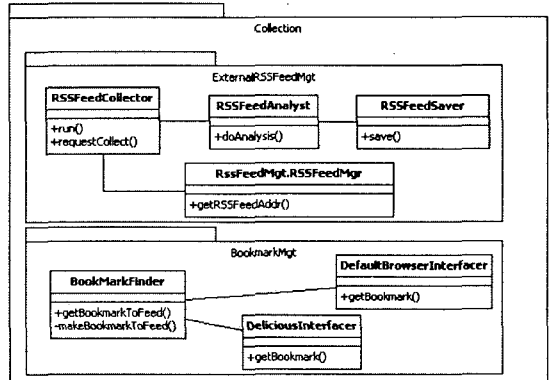 Collection
ExternalRSSFeedMgt
RSSFeedCollector
+run()
+requestCollect()
RSSFeedAnalyst
+doAnalysis()
RSSFeedSaver
+save()
RssFeedMgt.RSSFeedMgr
+getRSSFeedAddr()
BookmarkMgt
BookMarkFinder
+getBookmarkToFeed()
-makeBookmarkToFeed()
DefaultBrowserInterfacer
+getBookmark()
DeliciousInterfacer
+getBookmark()